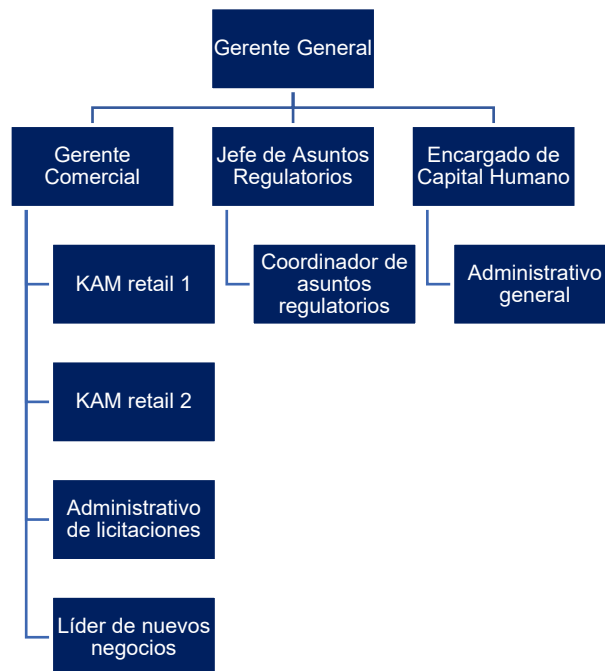 Gerente General
Gerente
Comercial
Jefe de Asuntos
Regulatorios
Encargado de
Capital Humano
KAM retail 1
Coordinador de
asuntos
regulatorios
Administrativo
general
KAM retail 2
Administrativo
de licitaciones
Líder de nuevos
negocios